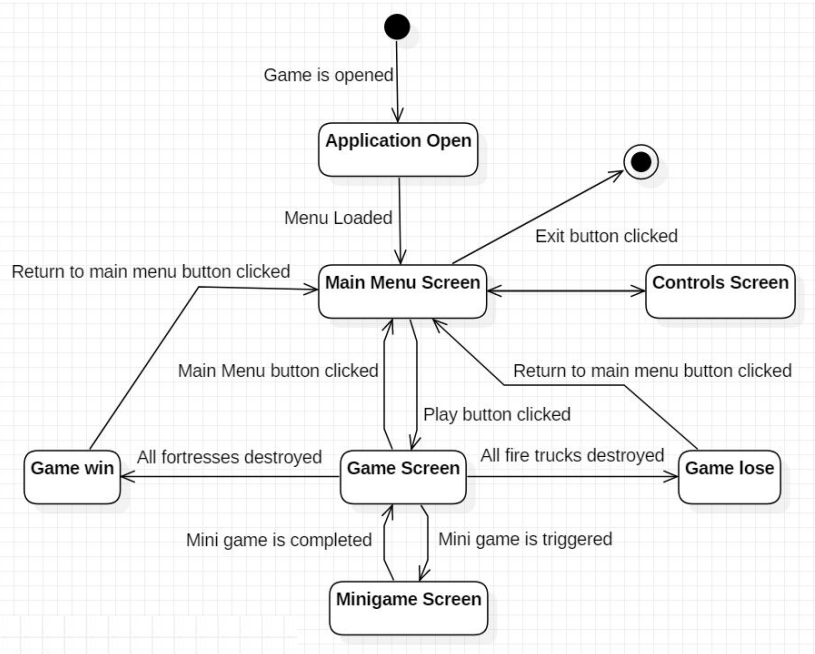 Game is opened
Application Open
Menu Loaded
Exit button clicked
Return to main menu button clicked
Main Menu Screen
Controls Screen
Main Menu button clicked
Return to main menu button clicked
Play button clicked
Game win
All fortresses destroyed
Game Screen
All fire trucks destroyed
Game lose
Mini game is completed
Mini game is triggered
Minigame Screen